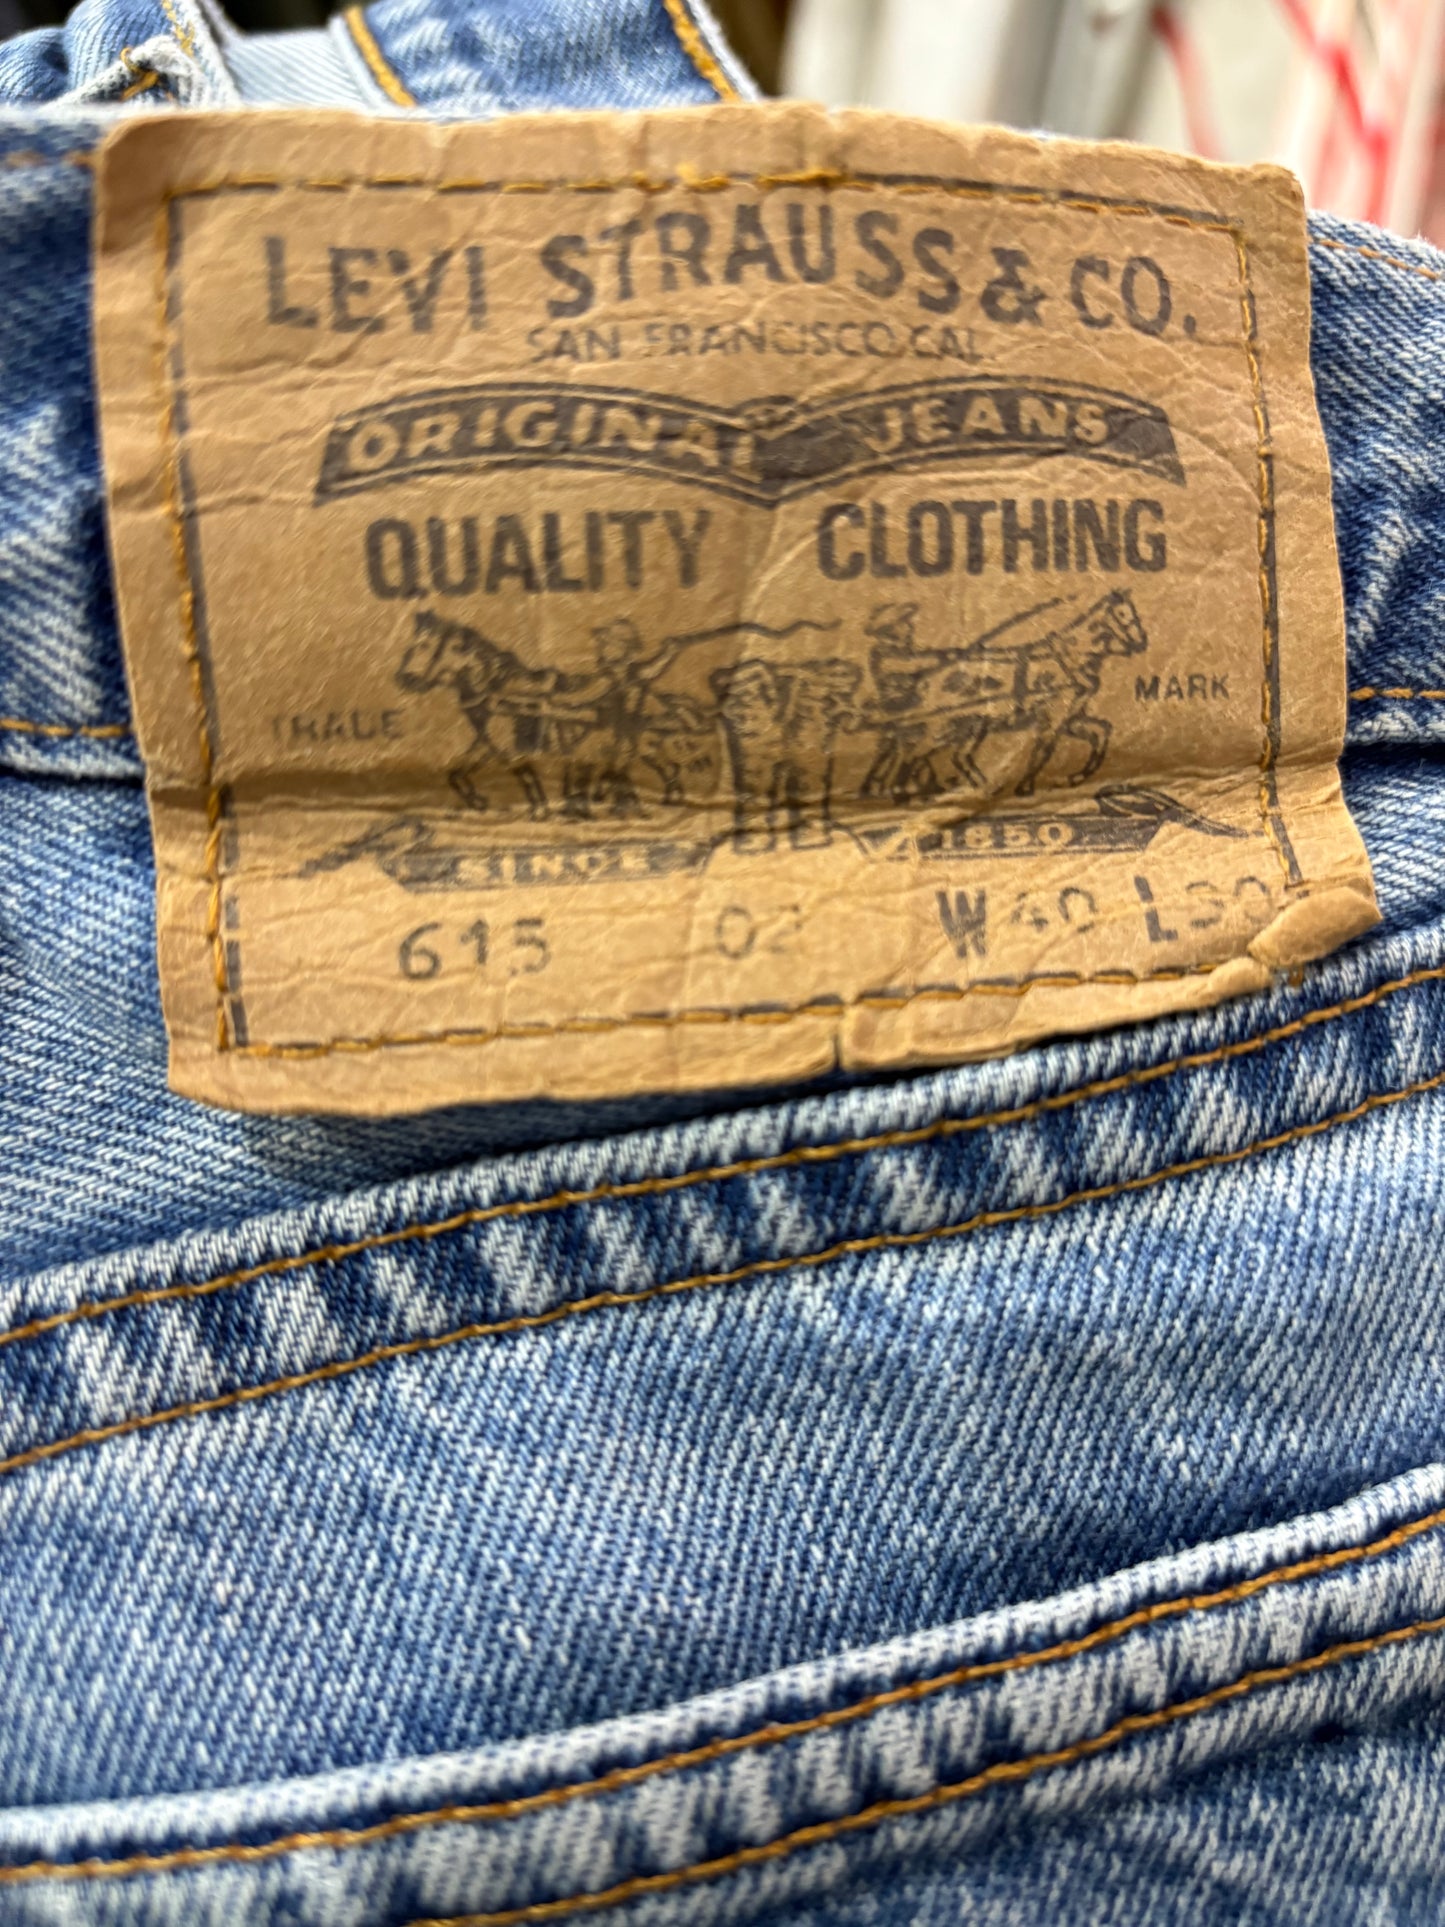 LEVI STRAUSS & CO.
SAN FRANCISCO, CAL.
ORIGINAL JEANS
QUALITY CLOTHING
TRADE MARK
SINCE 1850
615 02 W 40 L30